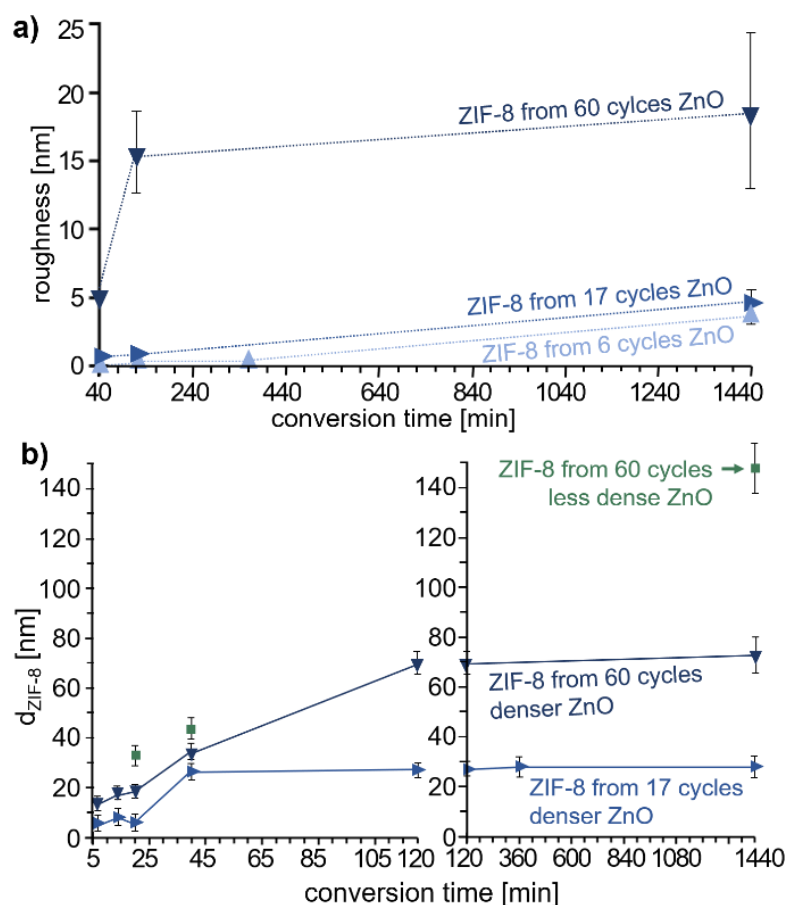 a)
25
20
15
10
5
0
roughness [nm]
ZIF-8 from 60 cylces ZnO
ZIF-8 from 17 cycles ZnO
ZIF-8 from 6 cycles ZnO
40 240 440 640 840 1040 1240 1440
conversion time [min]
b)
140
120
100
80
60
40
20
0
dZIF-8 [nm]
5 25 45 65 85 105 120
140
120
100
80
60
40
20
0
ZIF-8 from 60 cycles
less dense ZnO
ZIF-8 from 60 cycles
denser ZnO
ZIF-8 from 17 cycles
denser ZnO
120 360 600 840 1080 1440
conversion time [min]